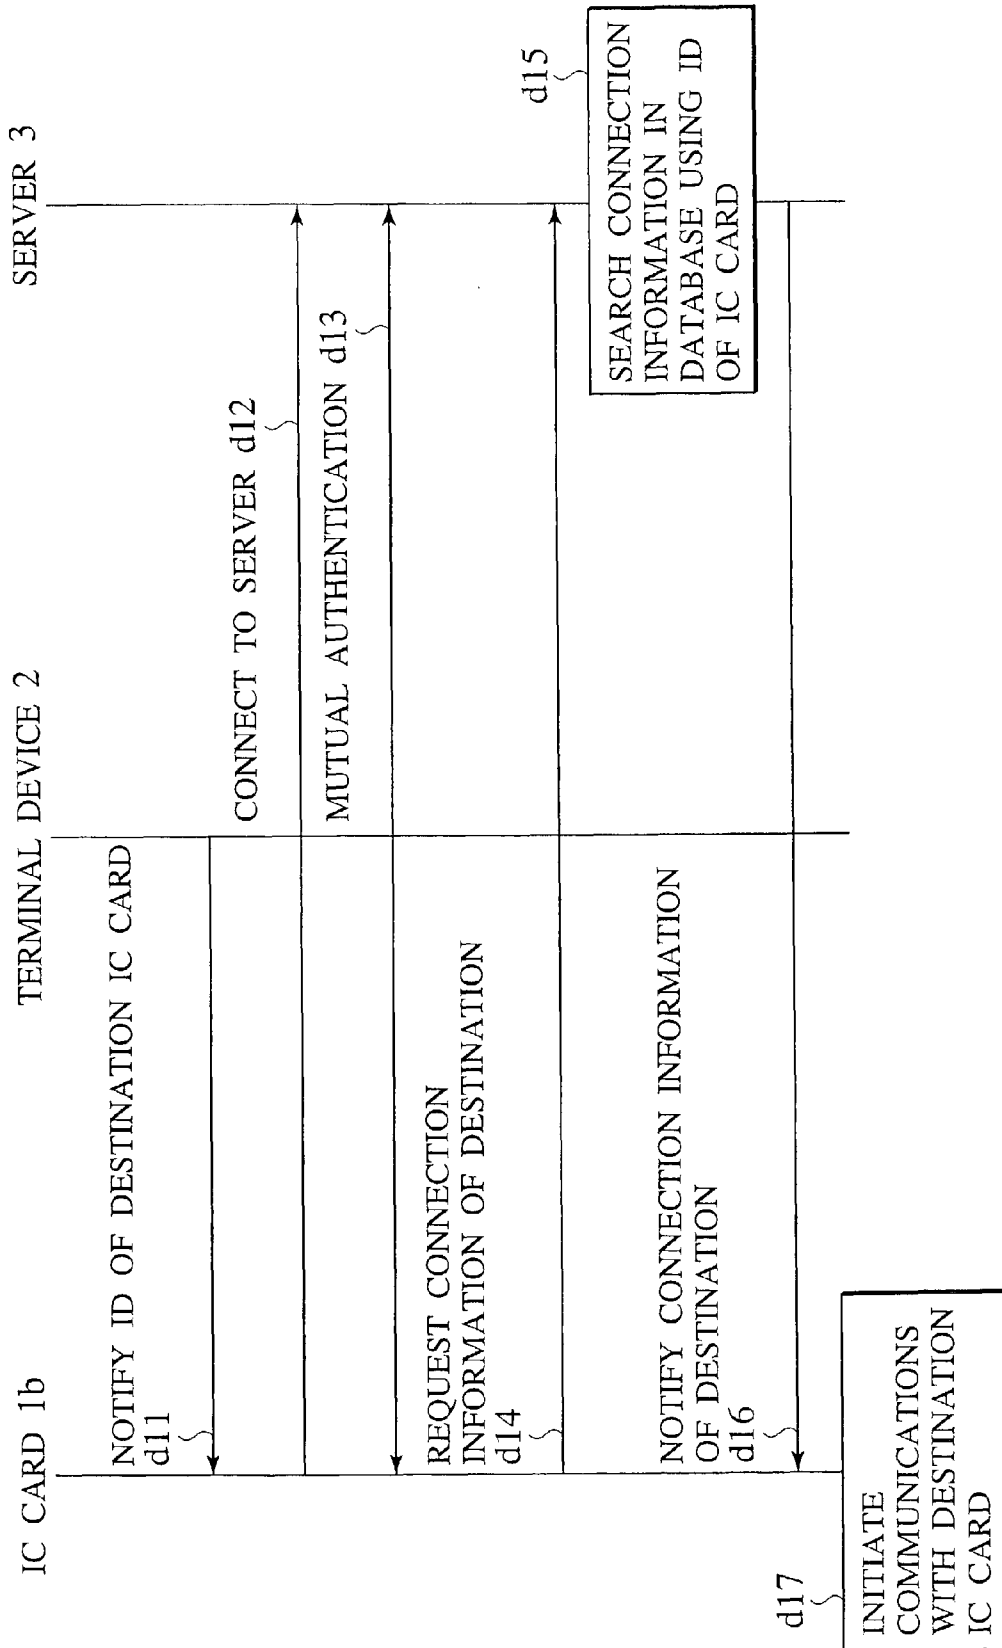 IC CARD 1b
TERMINAL DEVICE 2
SERVER 3
NOTIFY ID OF DESTINATION IC CARD
d11
CONNECT TO SERVER d12
MUTUAL AUTHENTICATION d13
REQUEST CONNECTION
INFORMATION OF DESTINATION
d14
d15
SEARCH CONNECTION
INFORMATION IN
DATABASE USING ID
OF IC CARD
NOTIFY CONNECTION INFORMATION
OF DESTINATION
d16
d17
INITIATE
COMMUNICATIONS
WITH DESTINATION
IC CARD